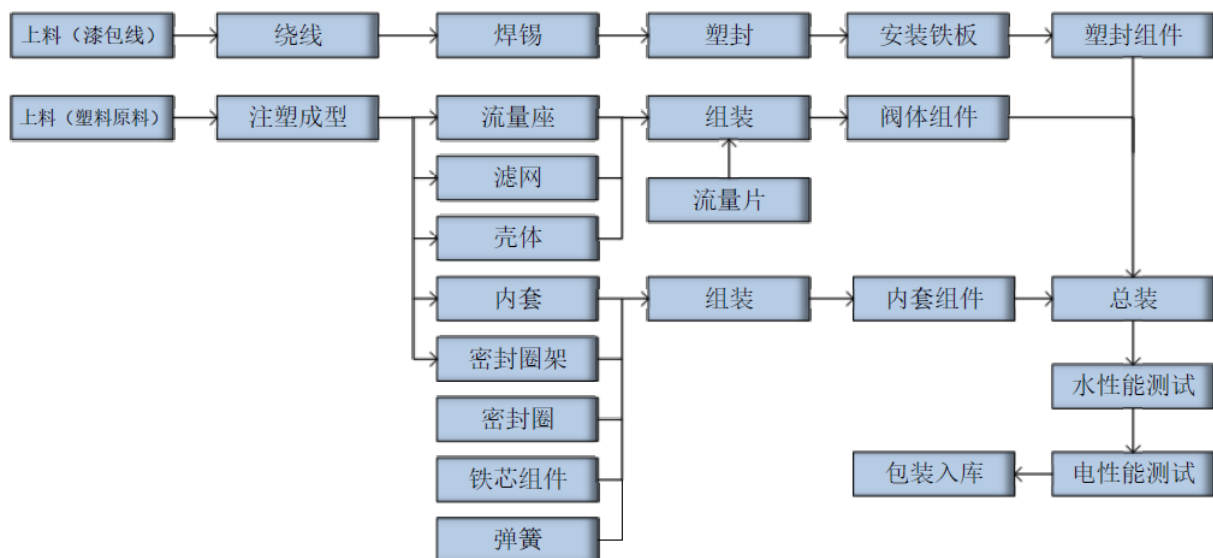 上料（漆包线）
绕线
焊锡
塑封
安装铁板
塑封组件
上料（塑料原料）
注塑成型
流量座
组装
阀体组件
滤网
流量片
壳体
内套
组装
内套组件
总装
密封圈架
水性能测试
密封圈
铁芯组件
包装入库
电性能测试
弹簧